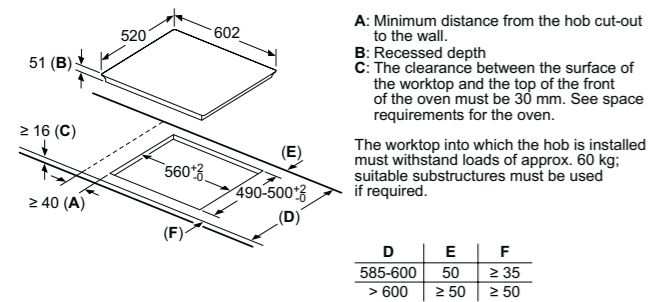 520
602
51 (B)
≥ 16 (C)
(E)
560+2-0
490-500+2-0
≥ 40 (A)
(D)
(F)
A: Minimum distance from the hob cut-out
to the wall.
B: Recessed depth
C: The clearance between the surface of
the worktop and the top of the front
of the oven must be 30 mm. See space
requirements for the oven.
The worktop into which the hob is installed
must withstand loads of approx. 60 kg;
suitable substructures must be used
if required.
D E F
585-600 50 ≥ 35
> 600 ≥ 50 ≥ 50